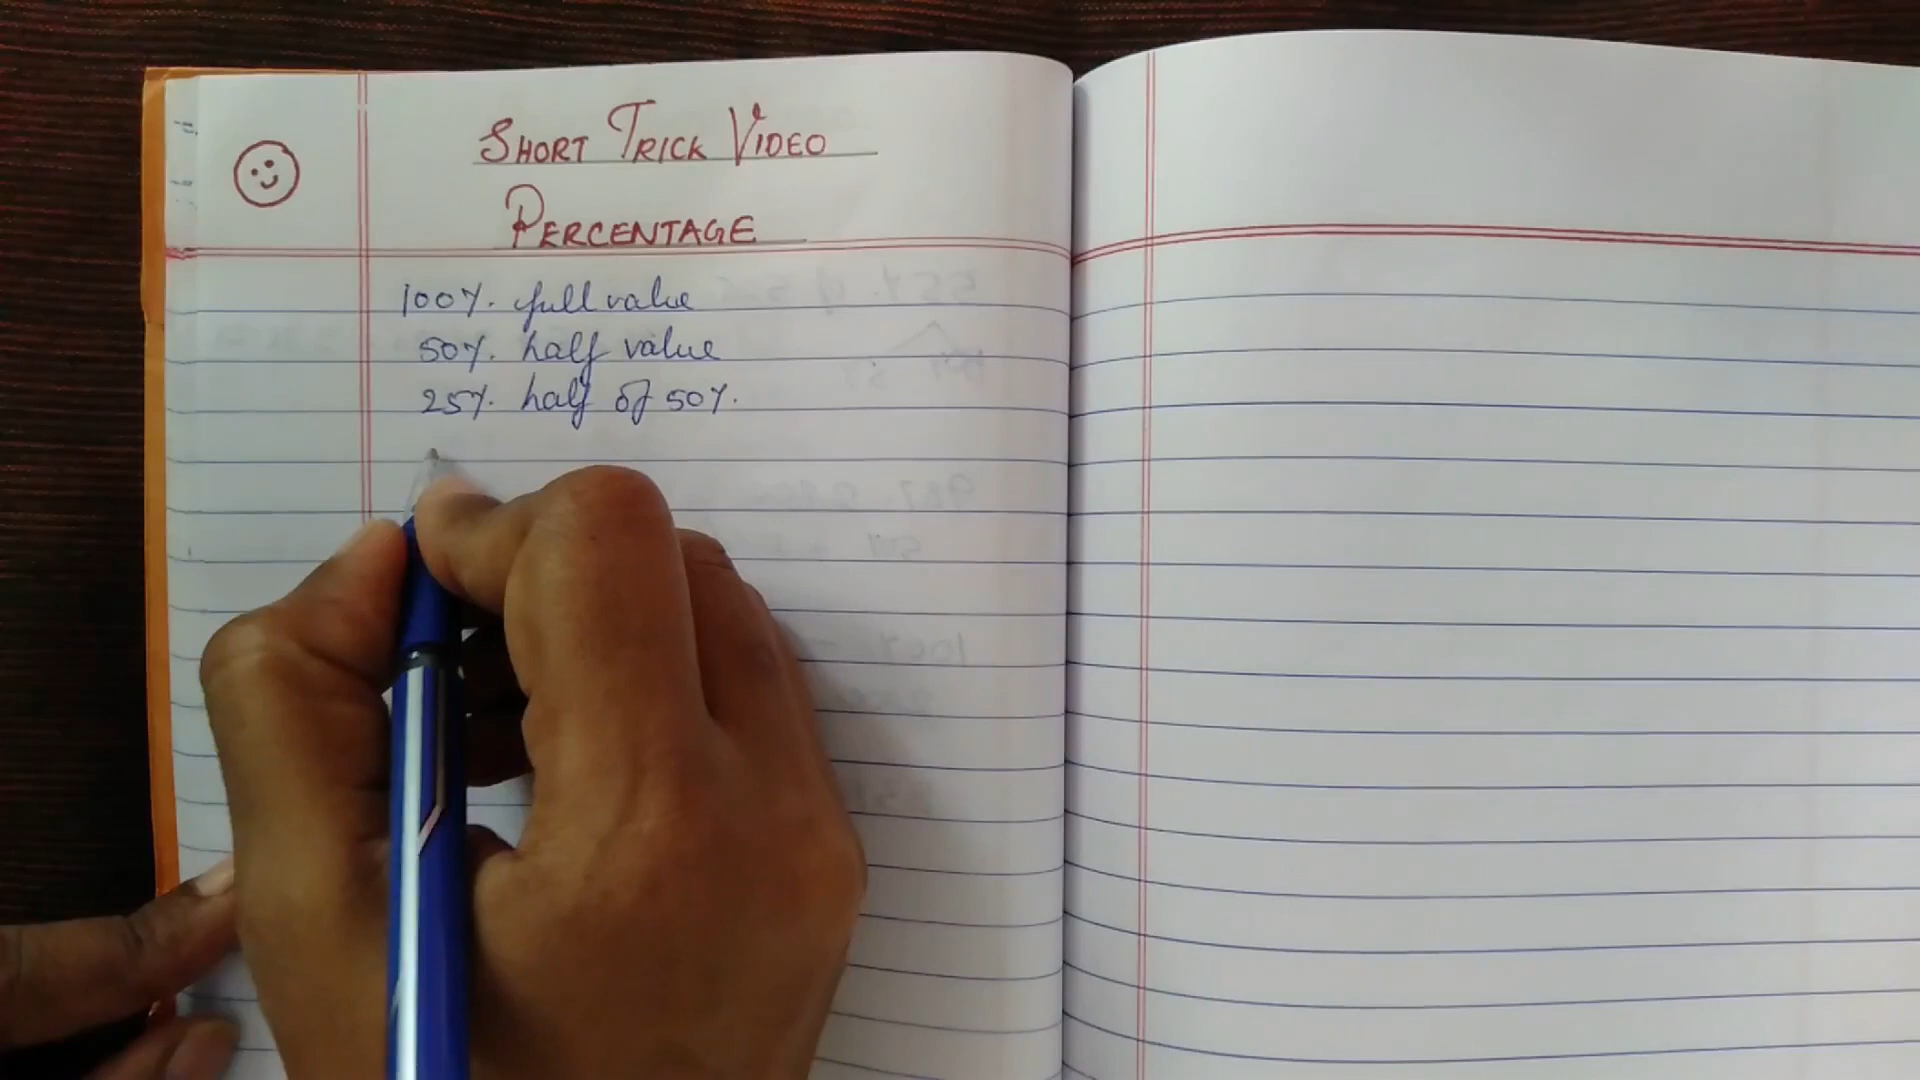 SHORT TRICK VIDEO
PERCENTAGE
100%. full value
50%. half value
25%. half of 50%.